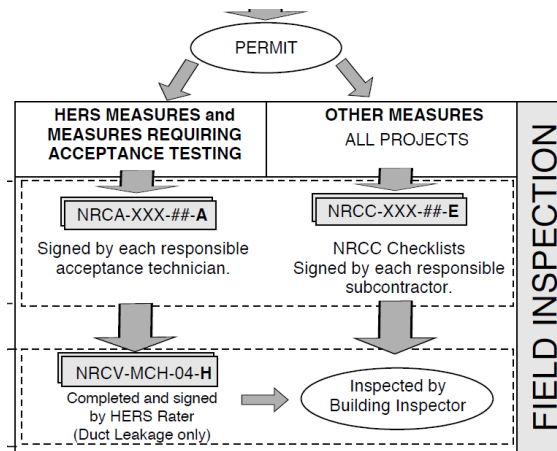 PERMIT
HERS MEASURES and
MEASURES REQUIRING
ACCEPTANCE TESTING
OTHER MEASURES
ALL PROJECTS
NRCA-XXX-##-A
Signed by each responsible
acceptance technician.
NRCC-XXX-##-E
NRCC Checklists
Signed by each responsible
subcontractor.
NRCV-MCH-04-H
Completed and signed
by HERS Rater
(Duct Leakage only)
Inspected by
Building Inspector
FIELD INSPECTION